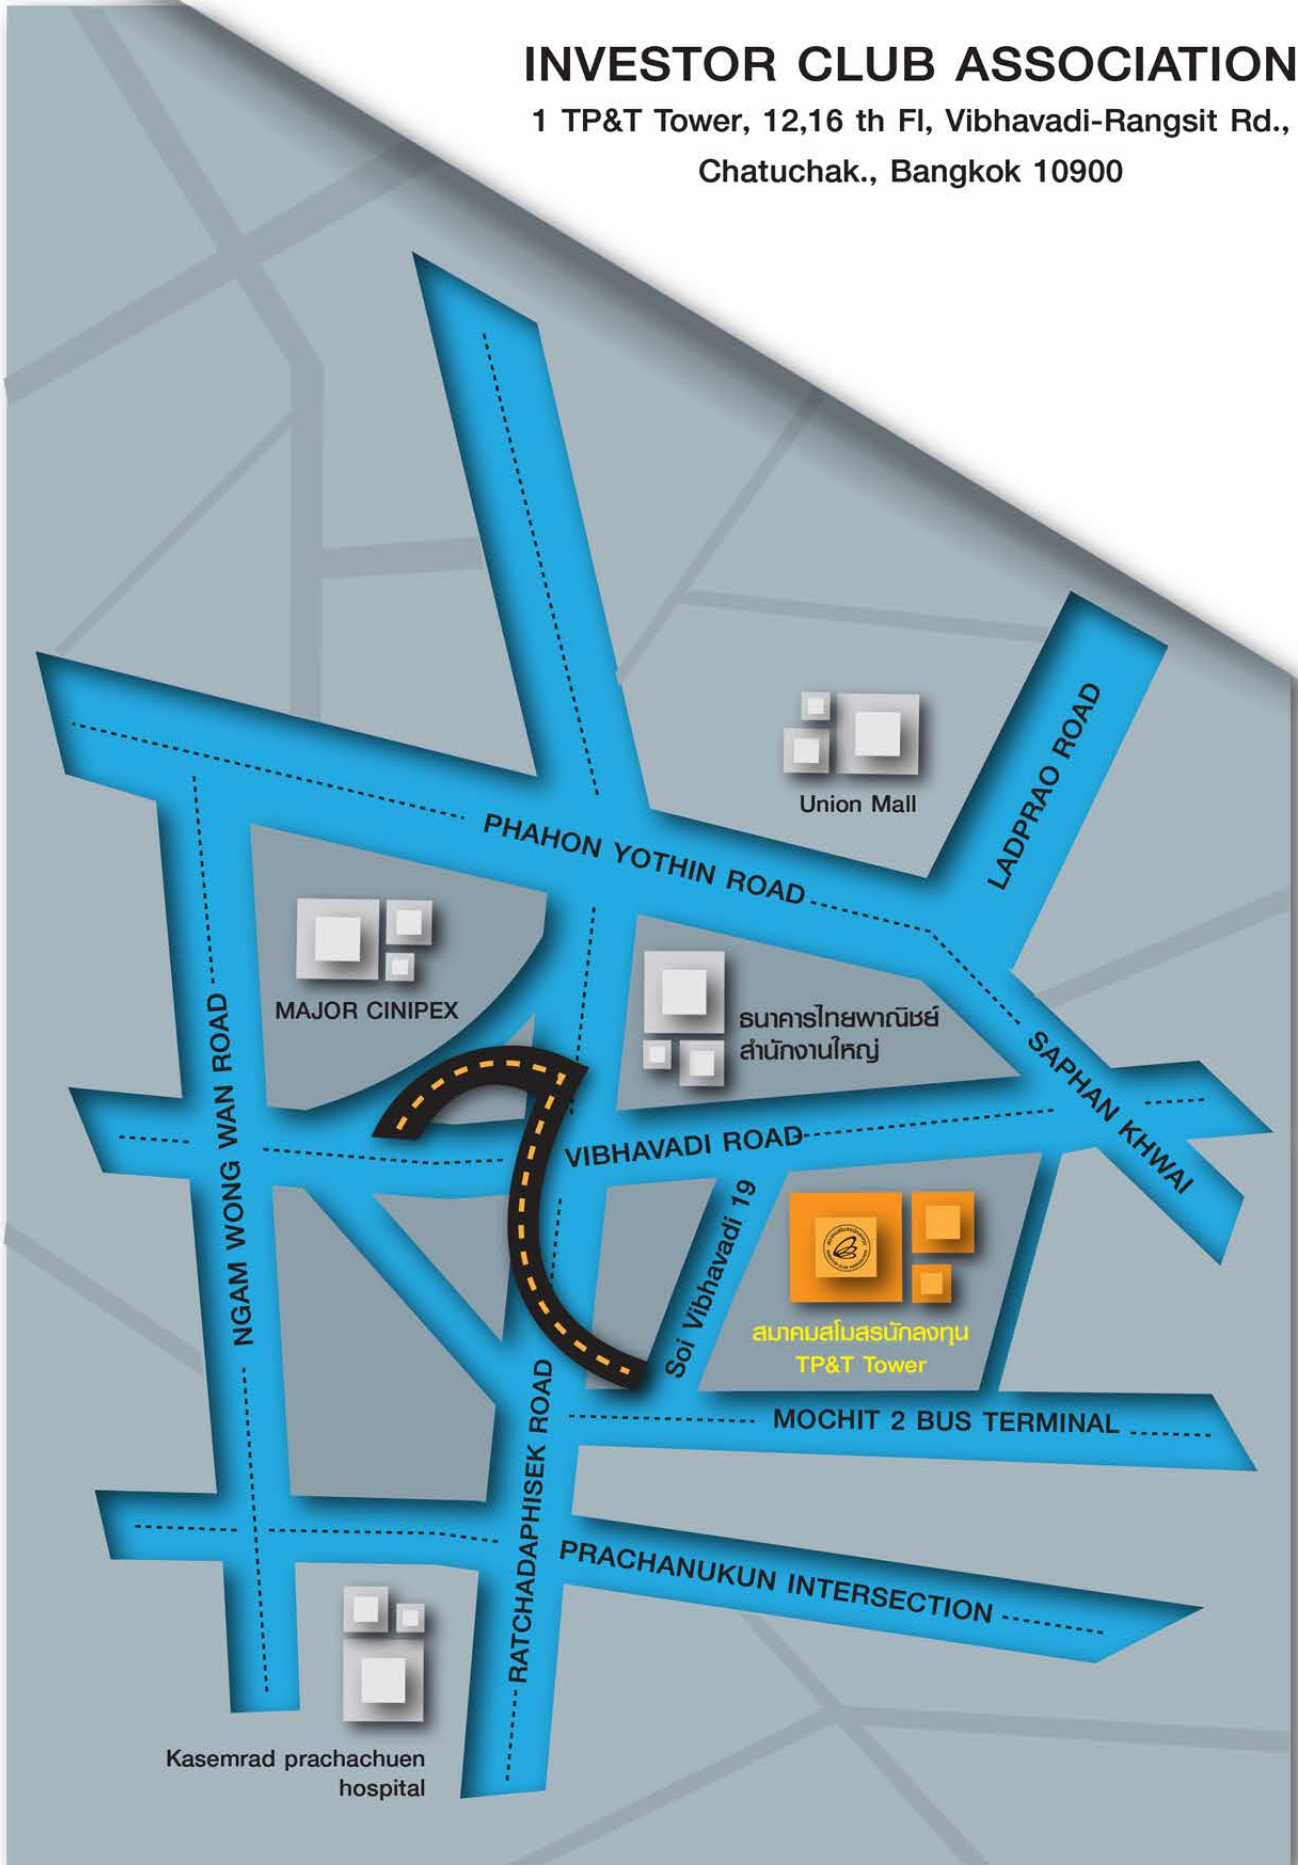 INVESTOR CLUB ASSOCIATION
1 TP&T Tower, 12,16 th Fl, Vibhavadi-Rangsit Rd.,
Chatuchak., Bangkok 10900
LADPRAO ROAD
Union Mall
PHAHON YOTHIN ROAD
MAJOR CINIPEX
ธนาคารไทยพาณิชย์
สำนักงานใหญ่
SAPHAN KHWAI
NGAM WONG WAN ROAD
VIBHAVADI ROAD
Soi Vibhavadi 19
สมาคมสโมสรนักลงทุน
TP&T Tower
MOCHIT 2 BUS TERMINAL
RATCHADAPHISEK ROAD
PRACHANUKUN INTERSECTION
Kasemrad prachachuen
hospital